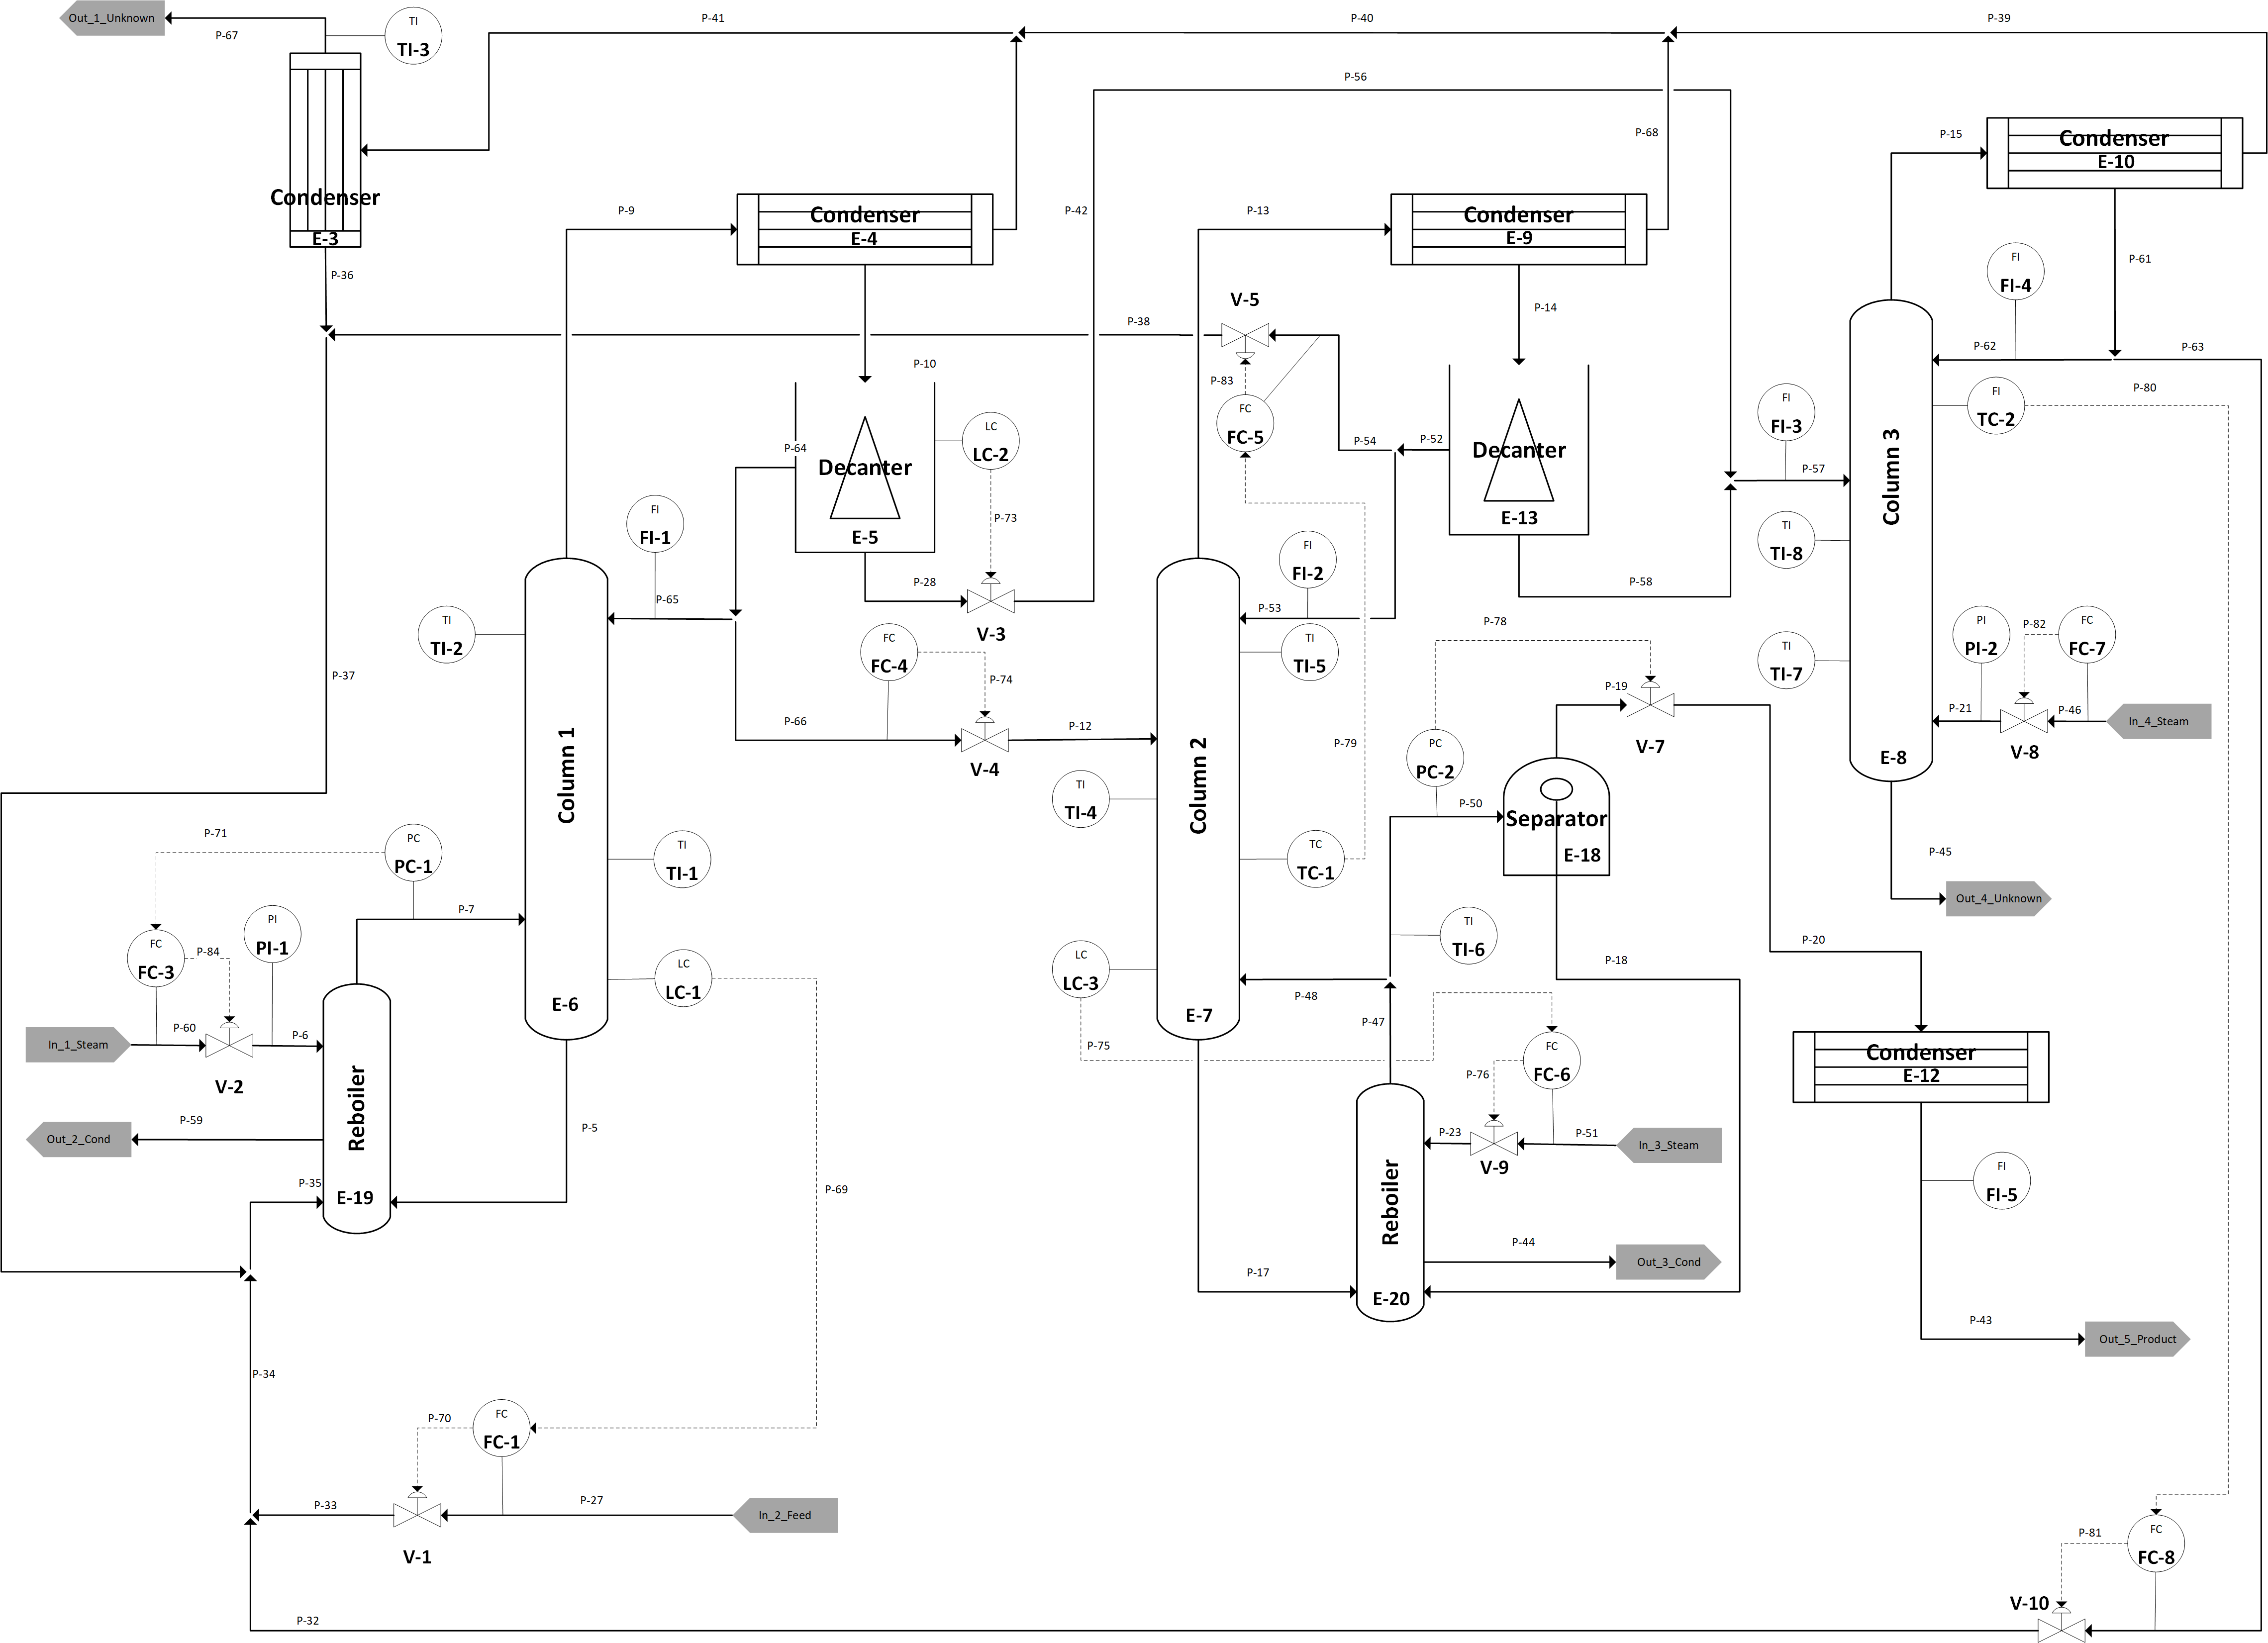 Out_1_Unknown
P-67
TI
TI-3
P-41
P-40
P-39
P-56
P-68
P-15
Condenser
E-10
Condenser
E-3
P-9
Condenser
E-4
P-42
P-13
Condenser
E-9
P-36
P-61
FI
FI-4
V-5
P-38
P-14
P-62
P-63
P-10
P-83
P-80
FI
TC-2
FI
FI-3
FC
FC-5
LC
LC-2
P-64
Decanter
E-5
P-54
P-52
Decanter
E-13
P-57
Column 3
E-8
FI
FI-1
P-73
TI
TI-8
FI
FI-2
P-28
V-3
P-58
P-65
P-53
TI
TI-2
FC
FC-4
P-74
TI
TI-5
P-78
PI
PI-2
P-82
FC
FC-7
TI
TI-7
P-37
P-19
V-7
P-21
P-46
In_4_Steam
V-8
P-66
V-4
P-12
P-79
PC
PC-2
Column 1
E-6
Column 2
E-7
TI
TI-4
P-50
Separator
E-18
P-71
PC
PC-1
TI
TI-1
TC
TC-1
P-45
Out_4_Unknown
P-7
PI
PI-1
TI
TI-6
FC
FC-3
P-84
LC
LC-1
LC
LC-3
P-20
P-18
P-48
P-47
P-60
P-6
In_1_Steam
V-2
P-75
FC
FC-6
P-76
Condenser
E-12
Reboiler
E-19
P-59
Out_2_Cond
P-5
P-23
P-51
In_3_Steam
V-9
P-35
P-69
Reboiler
E-20
FI
FI-5
P-44
Out_3_Cond
P-17
P-43
Out_5_Product
P-34
P-70
FC
FC-1
P-33
P-27
In_2_Feed
V-1
P-81
FC
FC-8
V-10
P-32